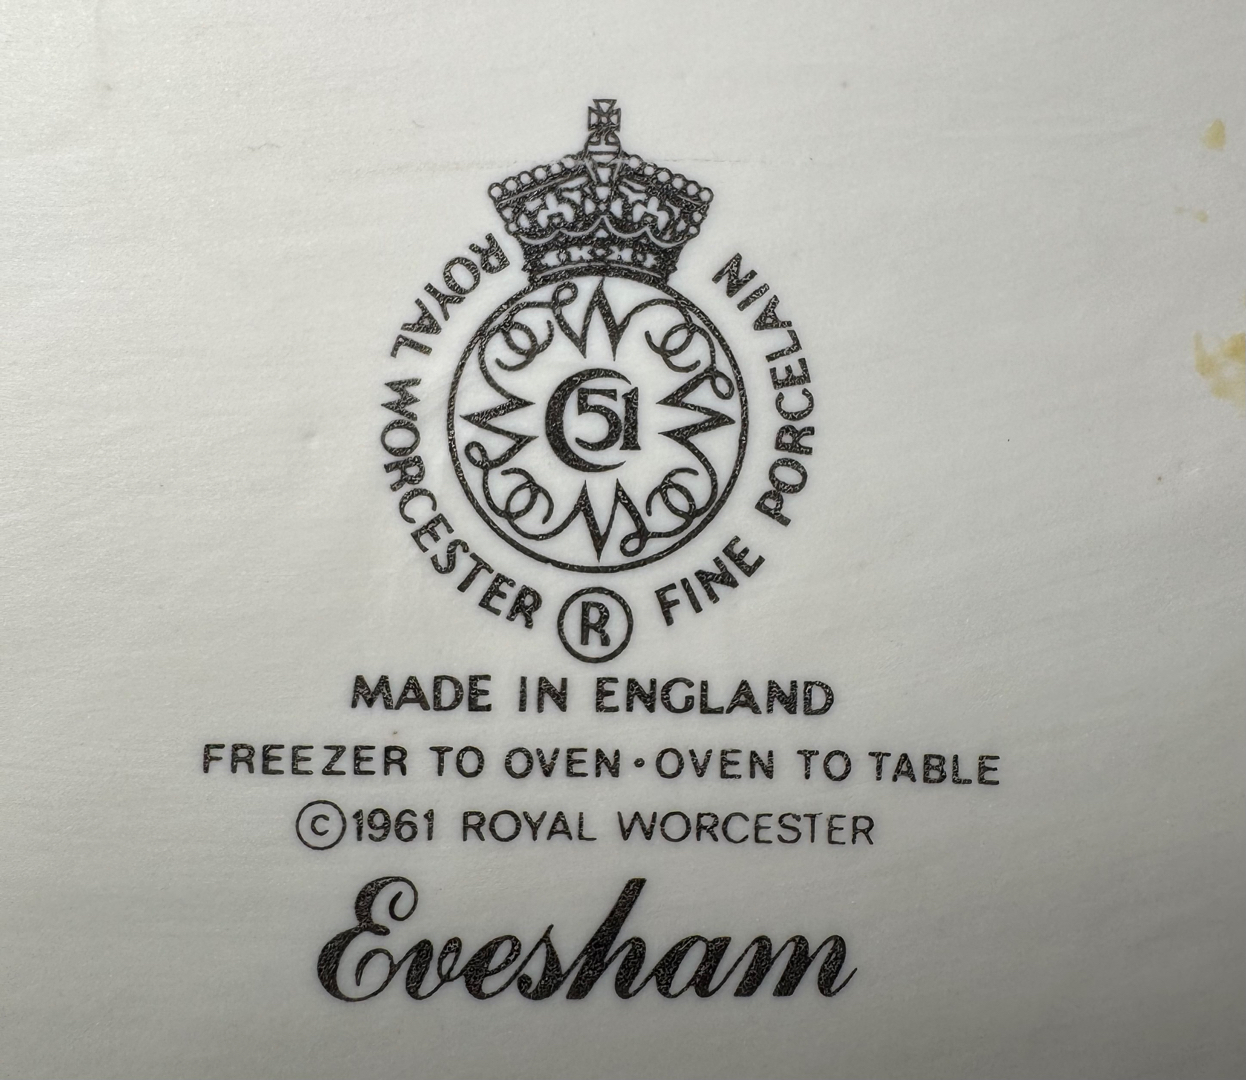 ROYAL WORCESTER ® FINE PORCELAIN
51
MADE IN ENGLAND
FREEZER TO OVEN • OVEN TO TABLE
©1961 ROYAL WORCESTER
Evesham